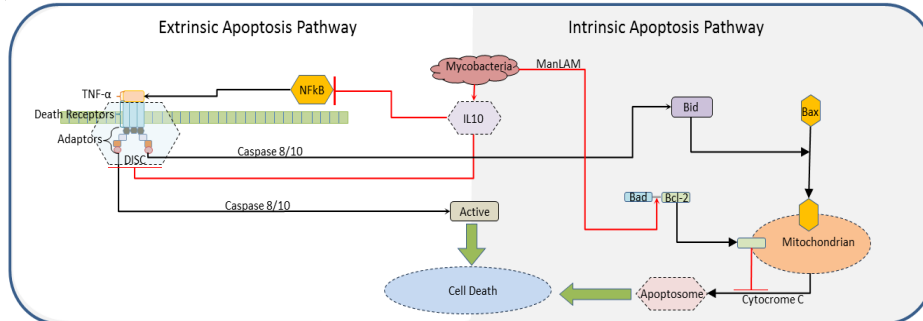 Extrinsic Apoptosis Pathway
Intrinsic Apoptosis Pathway
Mycobacteria
ManLAM
TNF-α
NFkB
Death Receptors
IL10
Bid
Bax
Adaptors
DISC
Caspase 8/10
Caspase 8/10
Active
Bad
Bcl-2
Mitochondrian
Cell Death
Apoptosome
Cytocrome C